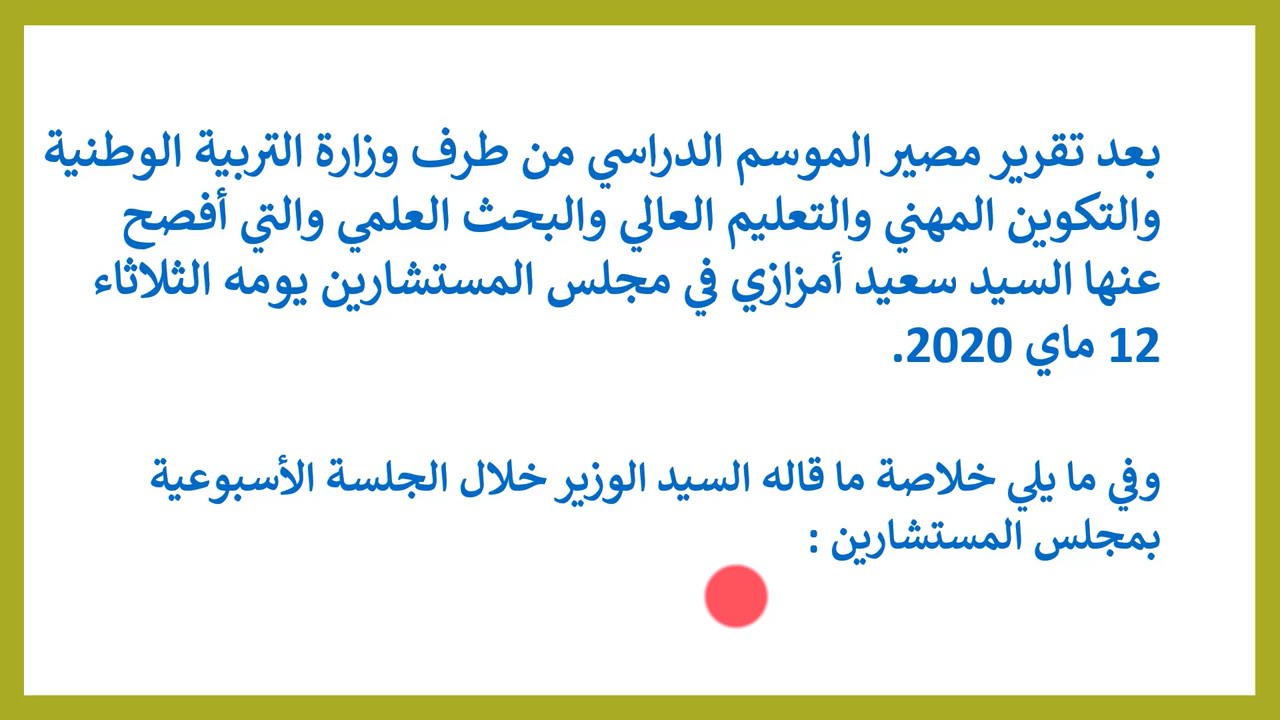 بعد تقرير مصير الموسم الدراسي من طرف وزارة التربية الوطنية
والتكوين المهني والتعليم العالي والبحث العلمي والتي أفصح
عنها السيد سعيد أمزازي في مجلس المستشارين يومه الثلاثاء
12 ماي 2020.
وفي ما يلي خلاصة ما قاله السيد الوزير خلال الجلسة الأسبوعية
بمجلس المستشارين :